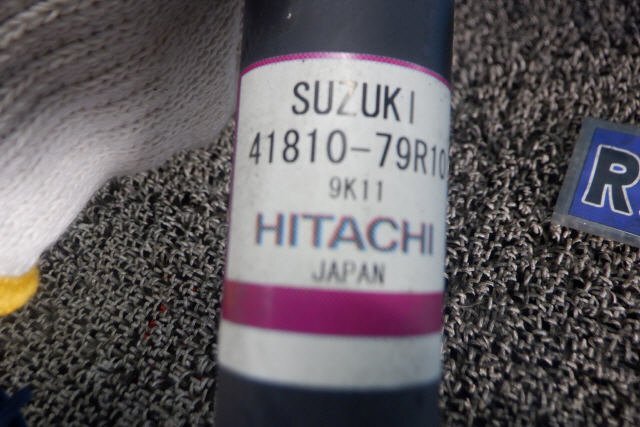 SUZUKI
41810-79R10
9K11
HITACHI
JAPAN
R